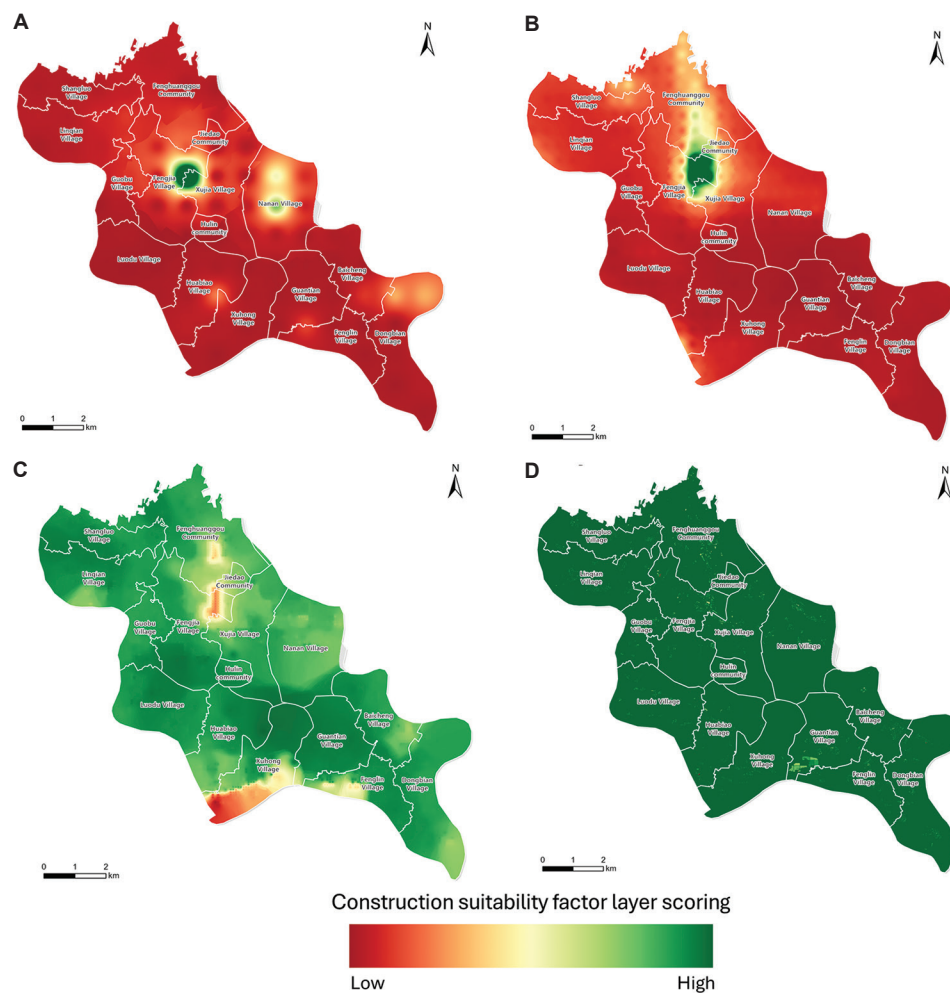 A
N
Shangluo
Village
Fenghuanggou
Community
Linqian
Village
Jiedao
Community
Guobu
Village
Fengjia
Village
Xujia Village
Nanan Village
Hulin
community
Luodu Village
Huabiao
Village
Baicheng
Village
Guantian
Village
Xuhong
Village
Fenglin
Village
Dongbian
Village
0 1 2
km
B
N
Shangluo
Village
Fenghuanggou
Community
Linqian
Village
Jiedao
Community
Guobu
Village
Fengjia
Village
Xujia Village
Nanan Village
Hulin
community
Luodu Village
Huabiao
Village
Baicheng
Village
Guantian
Village
Xuhong
Village
Fenglin
Village
Dongbian
Village
0 1 2
km
C
N
Shangluo
Village
Fenghuanggou
Community
Linqian
Village
Jiedao
Community
Guobu
Village
Fengjia
Village
Xujia Village
Nanan Village
Hulin
community
Luodu Village
Huabiao
Village
Baicheng
Village
Guantian
Village
Xuhong
Village
Fenglin
Village
Dongbian
Village
0 1 2
km
D
N
Shangluo
Village
Fenghuanggou
Community
Linqian
Village
Jiedao
Community
Guobu
Village
Fengjia
Village
Xujia Village
Nanan Village
Hulin
community
Luodu Village
Huabiao
Village
Baicheng
Village
Guantian
Village
Xuhong
Village
Fenglin
Village
Dongbian
Village
0 1 2
km
Construction suitability factor layer scoring
Low High